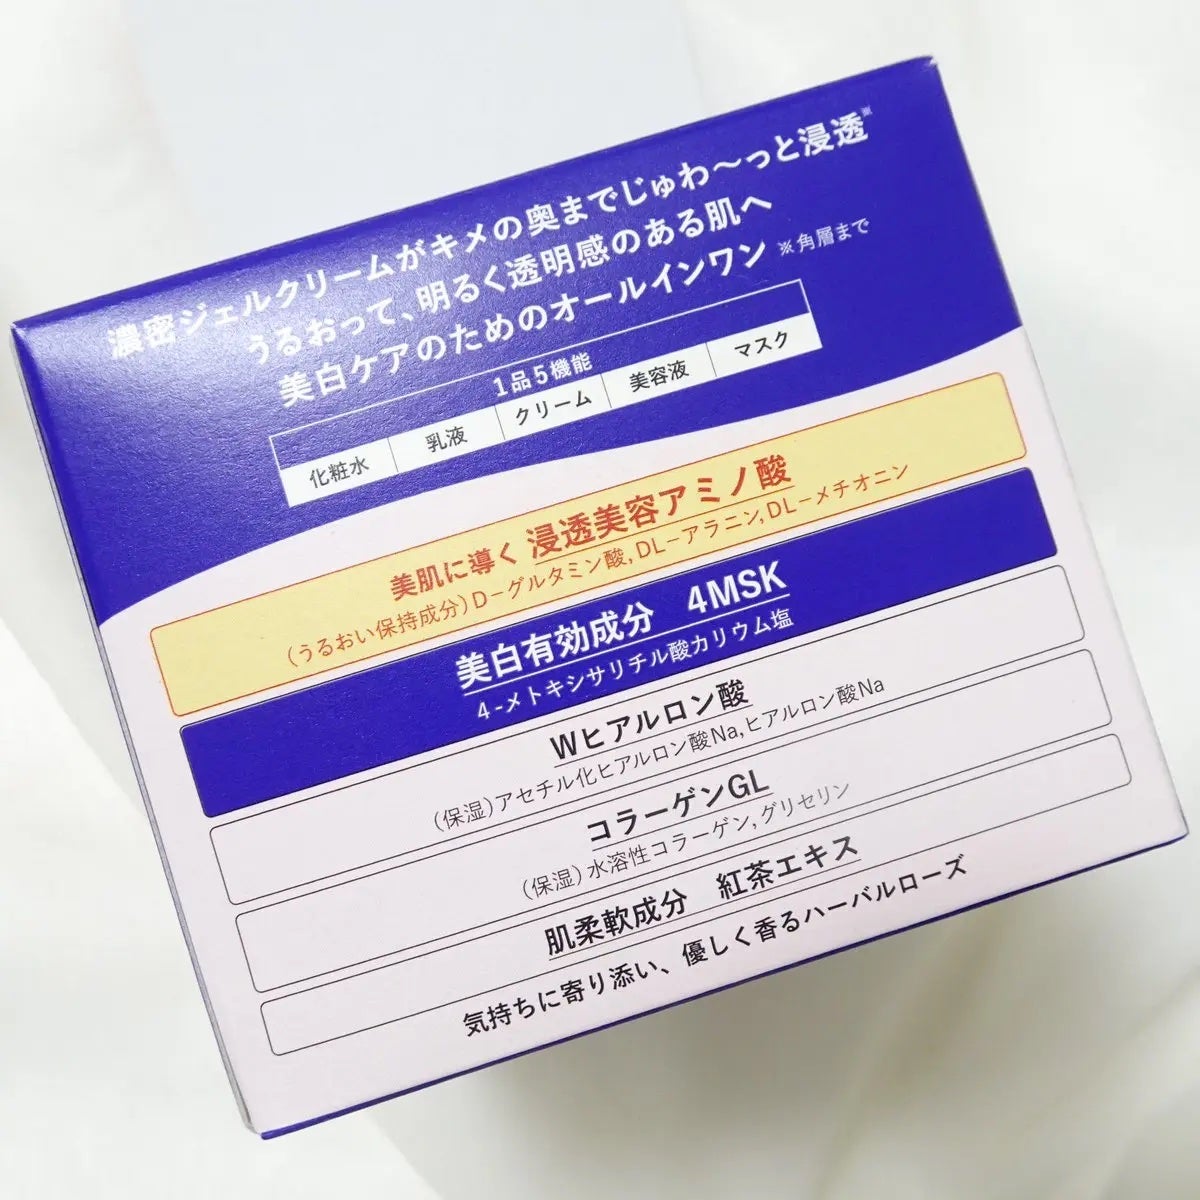 濃密ジェルクリームがキメの奥までじゅわ〜っと浸透※
うるおって、明るく透明感のある肌へ
美白ケアのためのオールインワン ※角層まで
1品5機能
化粧水 乳液 クリーム 美容液 マスク
美肌に導く 浸透美容アミノ酸
(うるおい保持成分)D-グルタミン酸, DL-アラニン, DL-メチオニン
美白有効成分 4MSK
4-メトキシサリチル酸カリウム塩
Wヒアルロン酸
(保湿)アセチル化ヒアルロン酸Na,ヒアルロン酸Na
コラーゲンGL
(保湿)水溶性コラーゲン,グリセリン
肌柔軟成分 紅茶エキス
気持ちに寄り添い、優しく香るハーバルローズ